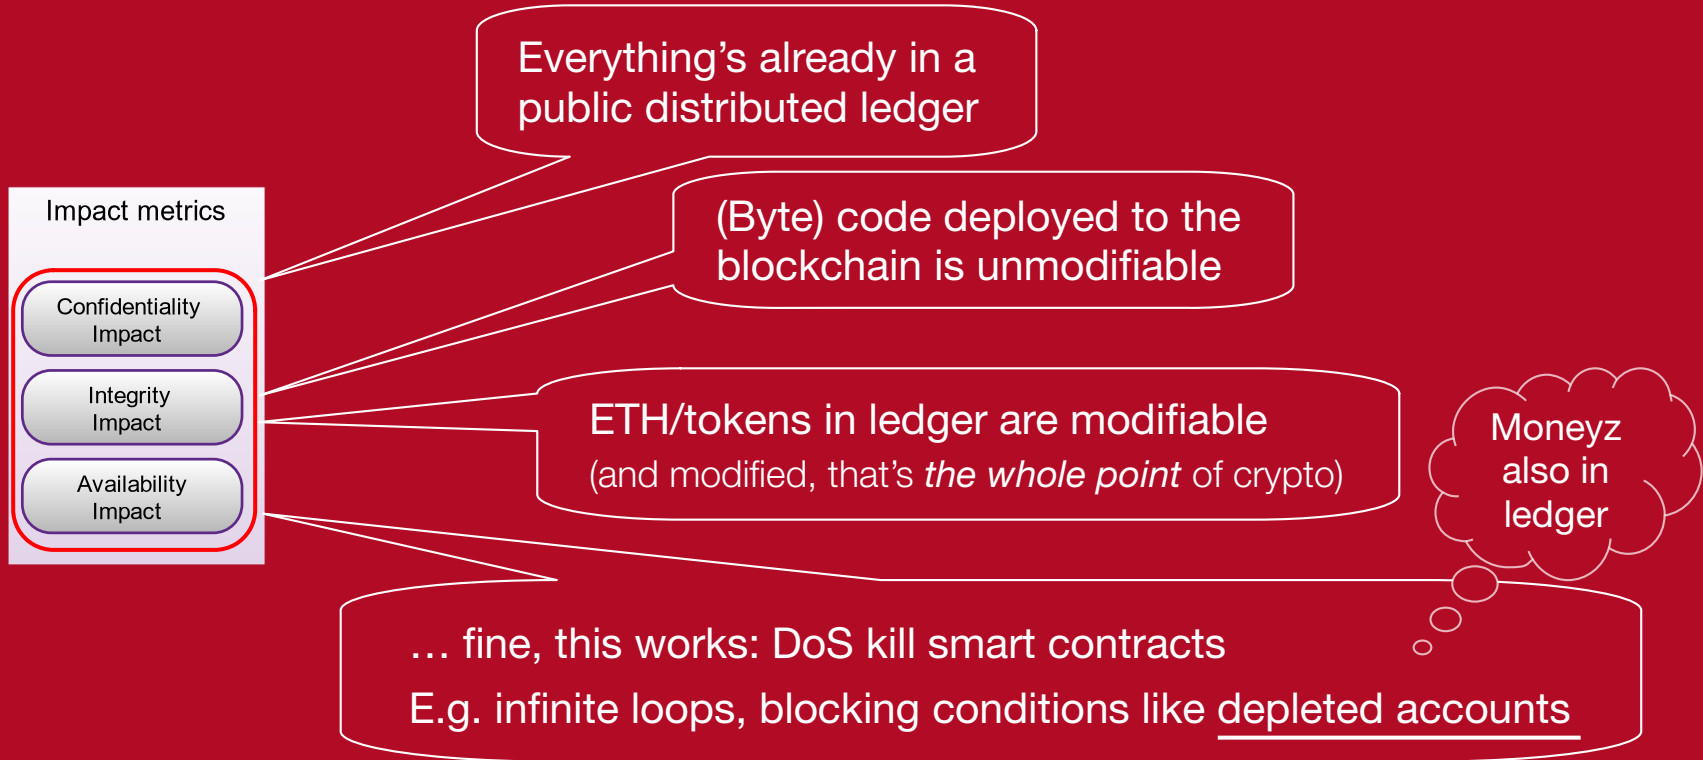 Everything's already in a
public distributed ledger
Impact metrics
(Byte) code deployed to the
blockchain is unmodifiable
Confidentiality
Impact
Integrity
Impact
ETH/tokens in ledger are modifiable
(and modified, that's the whole point of crypto)
Moneyz
also in
ledger
Availability
Impact
… fine, this works: DoS kill smart contracts
E.g. infinite loops, blocking conditions like depleted accounts